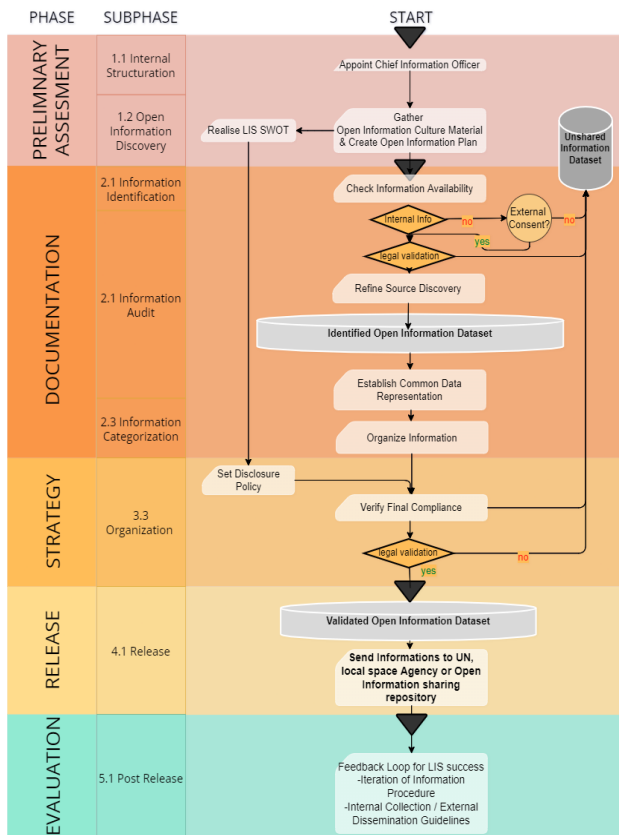 PHASE
SUBPHASE
START
PRELIMNARY
ASSESMENT
1.1 Internal
Structuration
Appoint Chief Information Officer
1.2 Open
Information
Discovery
Realise LIS SWOT
Gather
Open Information Culture Material
& Create Open Information Plan
Unshared
Information
Dataset
DOCUMENTATION
2.1 Information
Identification
Check Information Availability
Internal Info
no
External
Consent?
no
yes
legal validation
2.1 Information
Audit
Refine Source Discovery
Identified Open Information Dataset
Establish Common Data
Representation
2.3 Information
Categorization
Organize Information
STRATEGY
3.3
Organization
Set Disclosure
Policy
Verify Final Compliance
legal validation
no
yes
RELEASE
4.1 Release
Validated Open Information Dataset
Send Informations to UN,
local space Agency or Open
Information sharing
repository
EVALUATION
5.1 Post Release
Feedback Loop for LIS success
-Iteration of Information
Procedure
-Internal Collection / External
Dissemination Guidelines